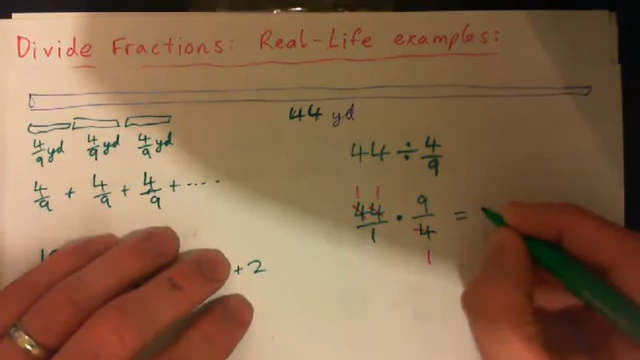 Divide Fractions: Real-Life examples:
44 yd
4/9 yd 4/9 yd 4/9 yd
44 ÷ 4/9
4/9 + 4/9 + 4/9 + ....
1 1
44/1 · 9/4 =
1
+ 2